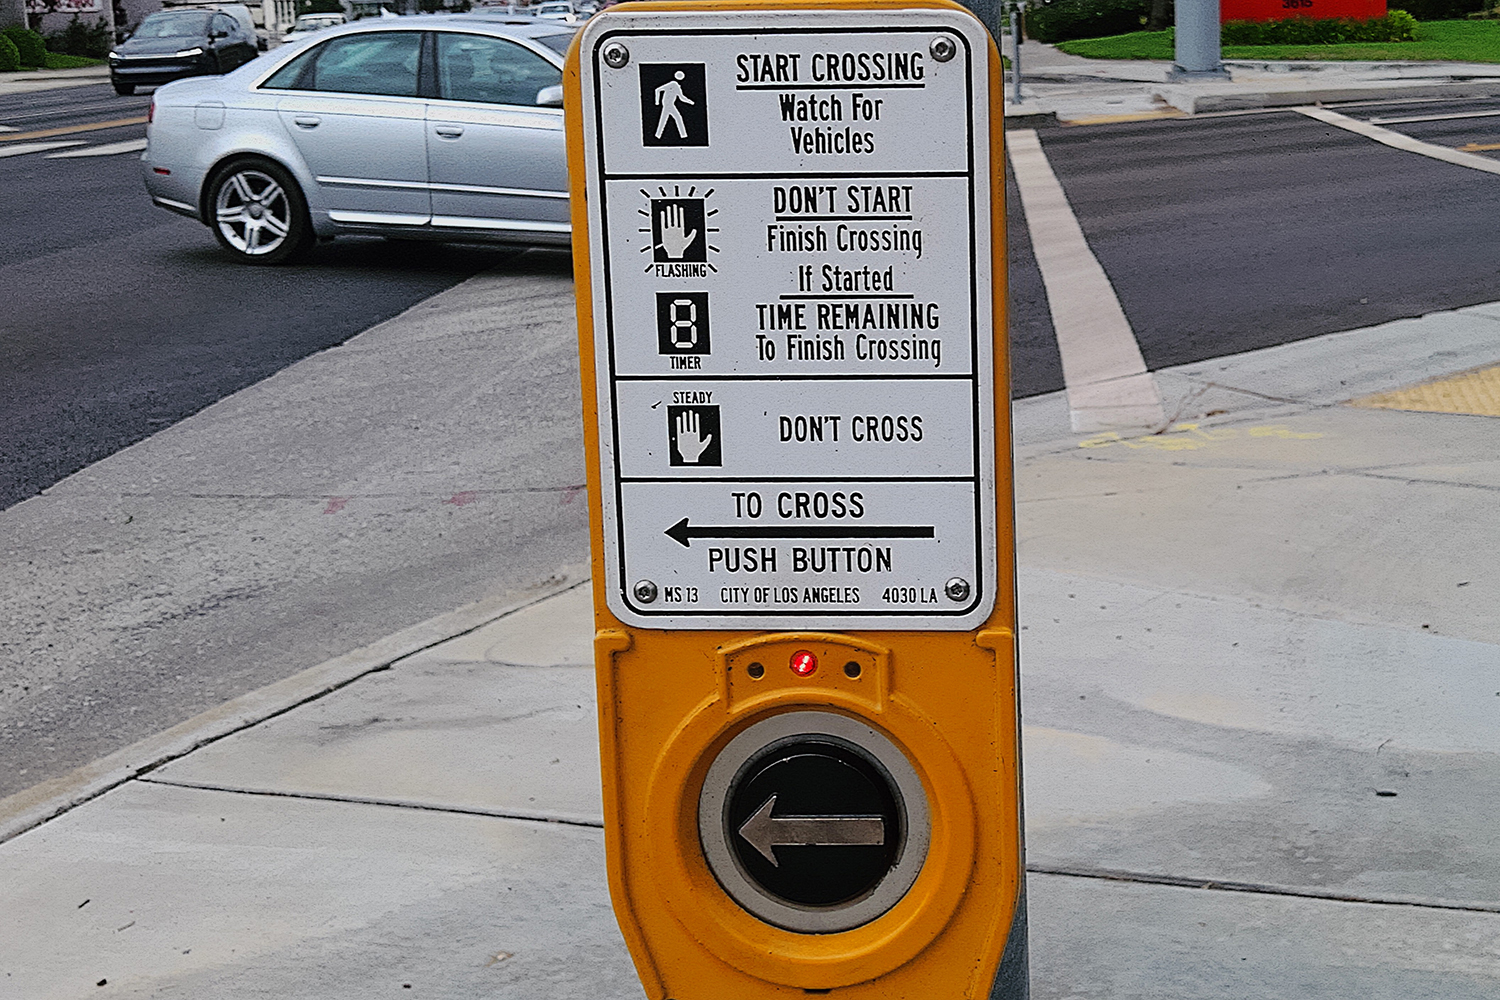 START CROSSING
Watch For
Vehicles
DON'T START
Finish Crossing
If Started
FLASHING
TIME REMAINING
To Finish Crossing
8
TIMER
STEADY
DON'T CROSS
TO CROSS
PUSH BUTTON
MS 13 CITY OF LOS ANGELES 4030 LA
3615